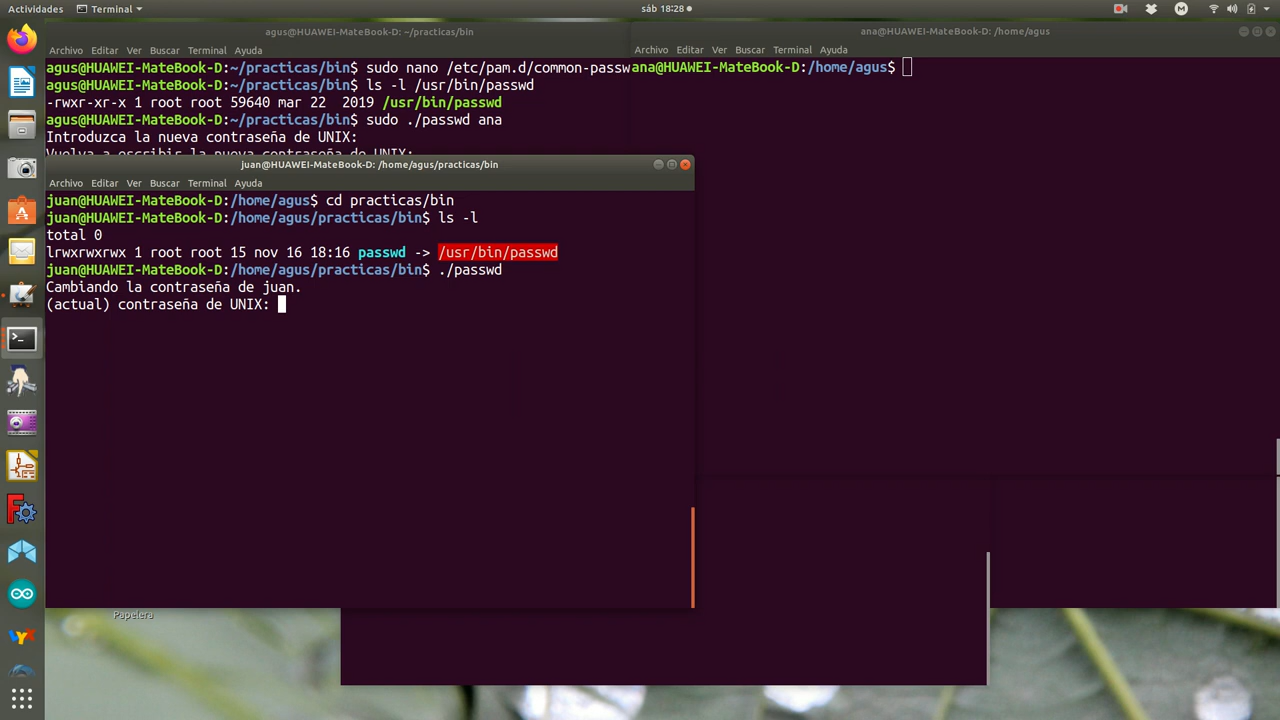 Actividades
Terminal
sáb 18:28
agus@HUAWEI-MateBook-D: ~/practicas/bin
Archivo Editar Ver Buscar Terminal Ayuda
agus@HUAWEI-MateBook-D:~/practicas/bin$ sudo nano /etc/pam.d/common-passw
agus@HUAWEI-MateBook-D:~/practicas/bin$ ls -l /usr/bin/passwd
-rwxr-xr-x 1 root root 59640 mar 22  2019 /usr/bin/passwd
agus@HUAWEI-MateBook-D:~/practicas/bin$ sudo ./passwd ana
Introduzca la nueva contraseña de UNIX:
Vuelva a escribir la nueva contraseña de UNIX:
ana@HUAWEI-MateBook-D: /home/agus
Archivo Editar Ver Buscar Terminal Ayuda
ana@HUAWEI-MateBook-D:/home/agus$
juan@HUAWEI-MateBook-D: /home/agus/practicas/bin
Archivo Editar Ver Buscar Terminal Ayuda
juan@HUAWEI-MateBook-D:/home/agus$ cd practicas/bin
juan@HUAWEI-MateBook-D:/home/agus/practicas/bin$ ls -l
total 0
lrwxrwxrwx 1 root root 15 nov 16 18:16 passwd -> /usr/bin/passwd
juan@HUAWEI-MateBook-D:/home/agus/practicas/bin$ ./passwd
Cambiando la contraseña de juan.
(actual) contraseña de UNIX:
Papelera